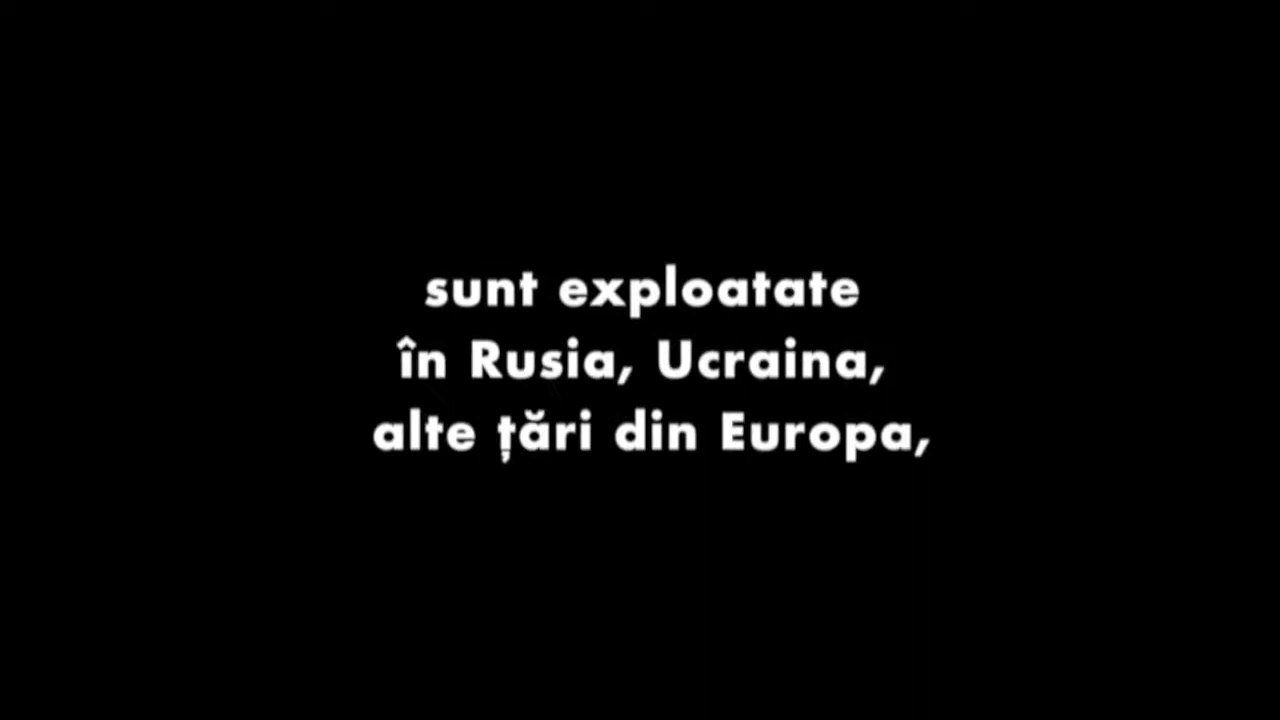 sunt exploatate
în Rusia, Ucraina,
alte țări din Europa,